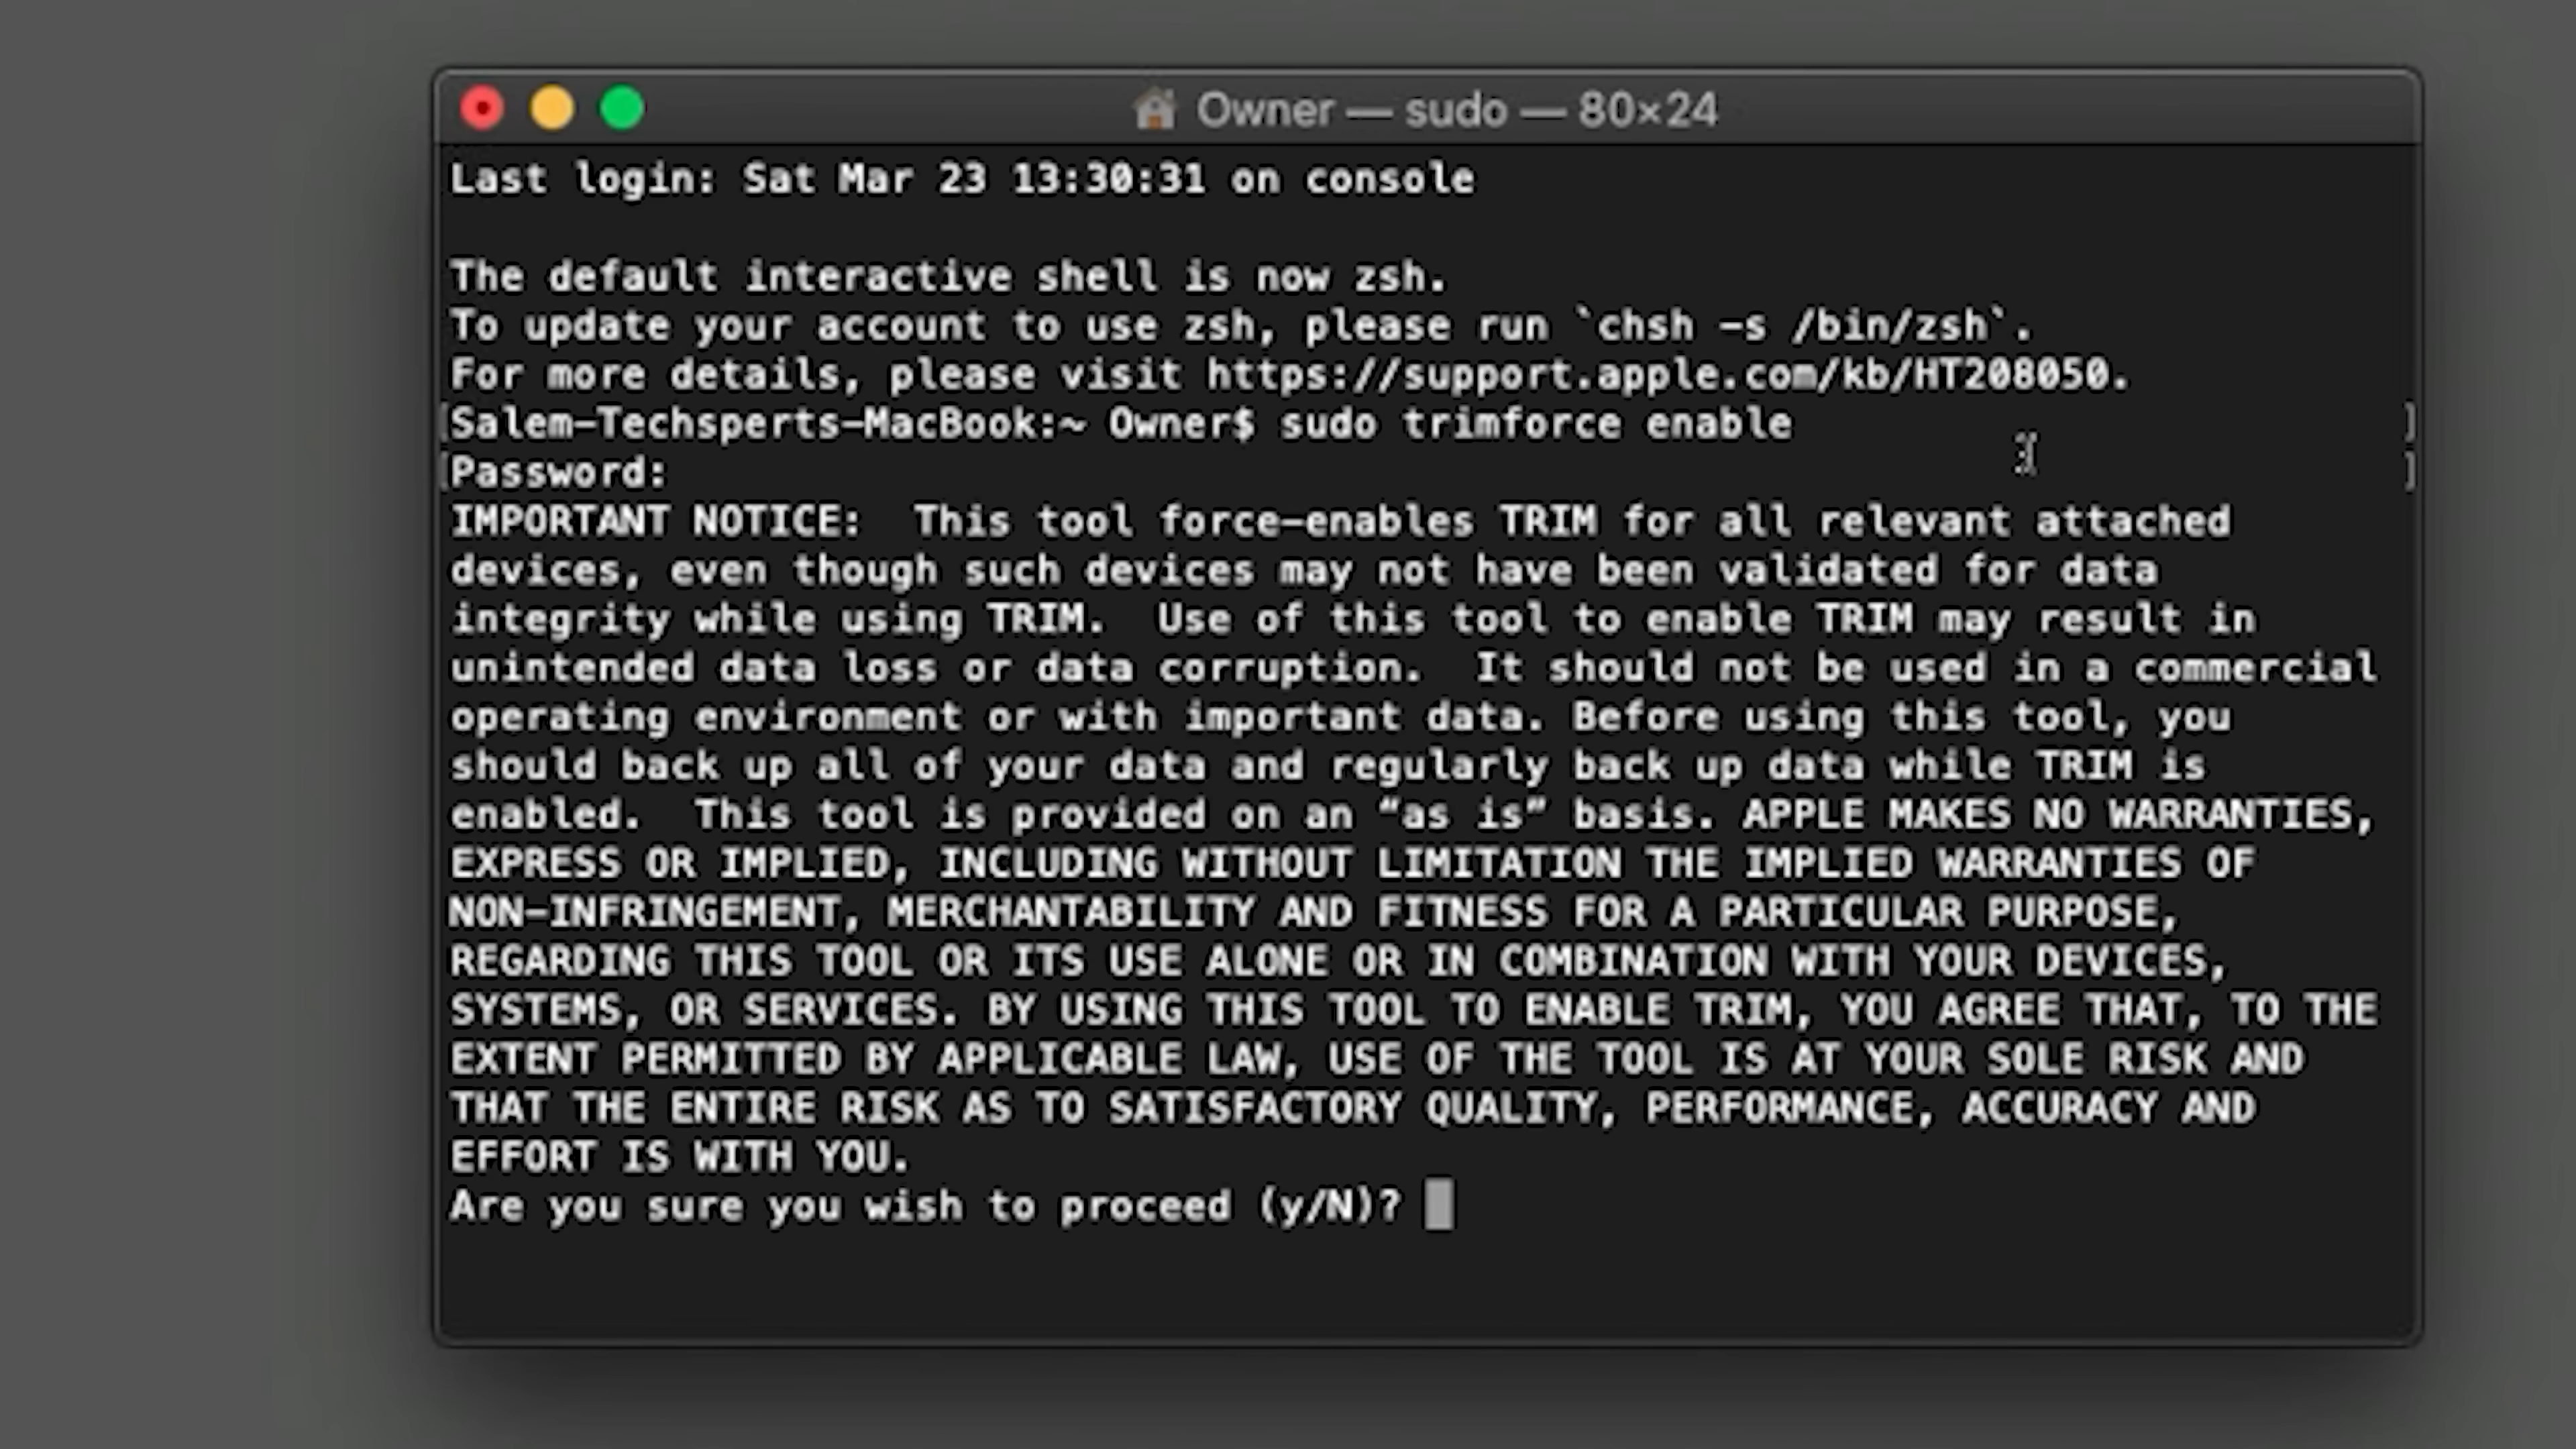 Owner — sudo — 80×24
Last login: Sat Mar 23 13:30:31 on console
The default interactive shell is now zsh.
To update your account to use zsh, please run `chsh -s /bin/zsh`.
For more details, please visit https://support.apple.com/kb/HT208050.
[Salem-Techsperts-MacBook:~ Owner$ sudo trimforce enable ]
[Password: ]
IMPORTANT NOTICE:  This tool force-enables TRIM for all relevant attached
devices, even though such devices may not have been validated for data
integrity while using TRIM.  Use of this tool to enable TRIM may result in
unintended data loss or data corruption.  It should not be used in a commercial
operating environment or with important data. Before using this tool, you
should back up all of your data and regularly back up data while TRIM is
enabled.  This tool is provided on an “as is” basis. APPLE MAKES NO WARRANTIES,
EXPRESS OR IMPLIED, INCLUDING WITHOUT LIMITATION THE IMPLIED WARRANTIES OF
NON-INFRINGEMENT, MERCHANTABILITY AND FITNESS FOR A PARTICULAR PURPOSE,
REGARDING THIS TOOL OR ITS USE ALONE OR IN COMBINATION WITH YOUR DEVICES,
SYSTEMS, OR SERVICES. BY USING THIS TOOL TO ENABLE TRIM, YOU AGREE THAT, TO THE
EXTENT PERMITTED BY APPLICABLE LAW, USE OF THE TOOL IS AT YOUR SOLE RISK AND
THAT THE ENTIRE RISK AS TO SATISFACTORY QUALITY, PERFORMANCE, ACCURACY AND
EFFORT IS WITH YOU.
Are you sure you wish to proceed (y/N)?